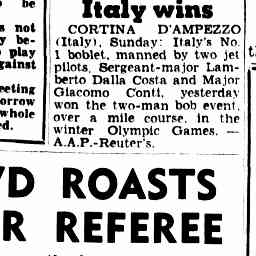 be
s not
y be-
play
gainst
eeting
orrow
whole
d.
Italy wins
CORTINA D'AMPEZZO
(Italy), Sunday: Italy's No.
1 boblet, manned by two jet
pilots, Sergeant-major Lam-
berto Dalla Costa and Major
Giacomo Conti, yesterday
won the two-man bob event,
over a mile course, in the
winter Olympic Games. —
A.A.P.-Reuter's.
D ROASTS
R REFEREE